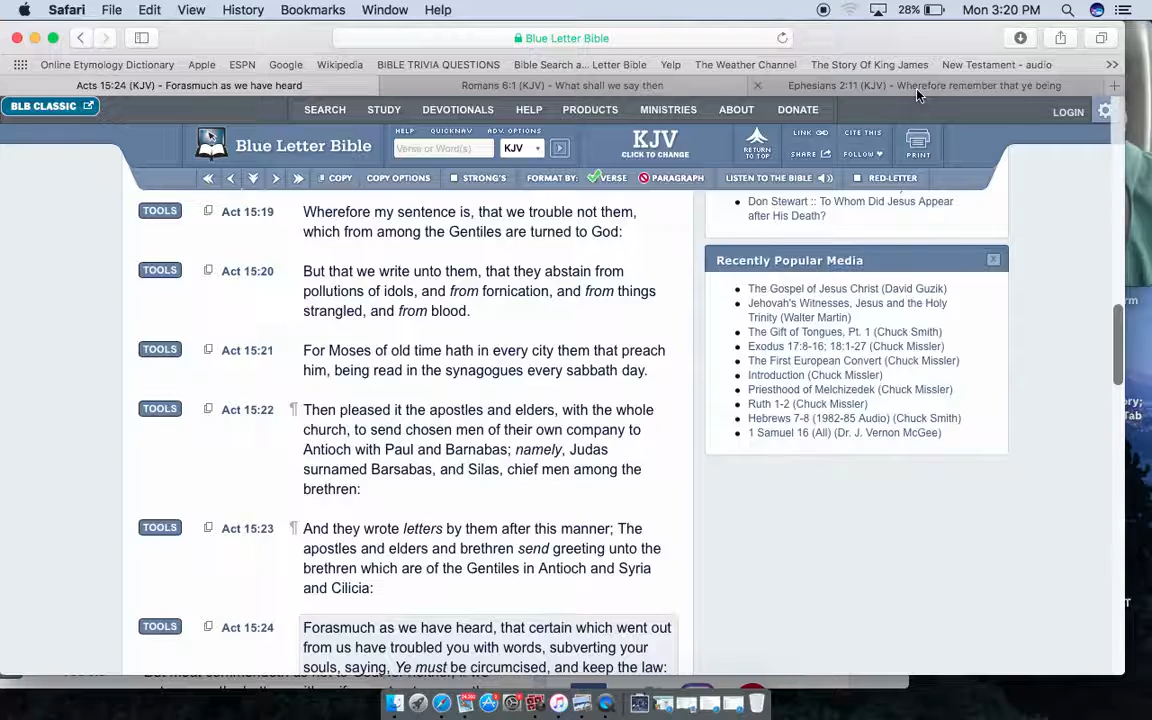 Safari File Edit View History Bookmarks Window Help 28% Mon 3:20 PM
Blue Letter Bible
Online Etymology Dictionary Apple ESPN Google Wikipedia BIBLE TRIVIA QUESTIONS Bible Search a... Letter Bible Yelp The Weather Channel The Story Of King James New Testament - audio
Acts 15:24 (KJV) - Forasmuch as we have heard Romans 6:1 (KJV) - What shall we say then Ephesians 2:11 (KJV) - Wherefore remember that ye being
BLB CLASSIC SEARCH STUDY DEVOTIONALS HELP PRODUCTS MINISTRIES ABOUT DONATE LOGIN
HELP QUICKNAV ADV. OPTIONS
Blue Letter Bible Verse or Word(s) KJV
KJV
CLICK TO CHANGE
RETURN TO TOP
LINK CITE THIS
SHARE FOLLOW
PRINT
COPY COPY OPTIONS STRONG'S FORMAT BY: VERSE PARAGRAPH LISTEN TO THE BIBLE RED-LETTER
TOOLS Act 15:19 Wherefore my sentence is, that we trouble not them,
which from among the Gentiles are turned to God:
TOOLS Act 15:20 But that we write unto them, that they abstain from
pollutions of idols, and from fornication, and from things
strangled, and from blood.
TOOLS Act 15:21 For Moses of old time hath in every city them that preach
him, being read in the synagogues every sabbath day.
TOOLS Act 15:22 ¶ Then pleased it the apostles and elders, with the whole
church, to send chosen men of their own company to
Antioch with Paul and Barnabas; namely, Judas
surnamed Barsabas, and Silas, chief men among the
brethren:
TOOLS Act 15:23 ¶ And they wrote letters by them after this manner; The
apostles and elders and brethren send greeting unto the
brethren which are of the Gentiles in Antioch and Syria
and Cilicia:
TOOLS Act 15:24 Forasmuch as we have heard, that certain which went out
from us have troubled you with words, subverting your
souls, saying, Ye must be circumcised, and keep the law:
Don Stewart :: To Whom Did Jesus Appear
after His Death?
Recently Popular Media
The Gospel of Jesus Christ (David Guzik)
Jehovah's Witnesses, Jesus and the Holy
Trinity (Walter Martin)
The Gift of Tongues, Pt. 1 (Chuck Smith)
Exodus 17:8-16; 18:1-27 (Chuck Missler)
The First European Convert (Chuck Missler)
Introduction (Chuck Missler)
Priesthood of Melchizedek (Chuck Missler)
Ruth 1-2 (Chuck Missler)
Hebrews 7-8 (1982-85 Audio) (Chuck Smith)
1 Samuel 16 (All) (Dr. J. Vernon McGee)